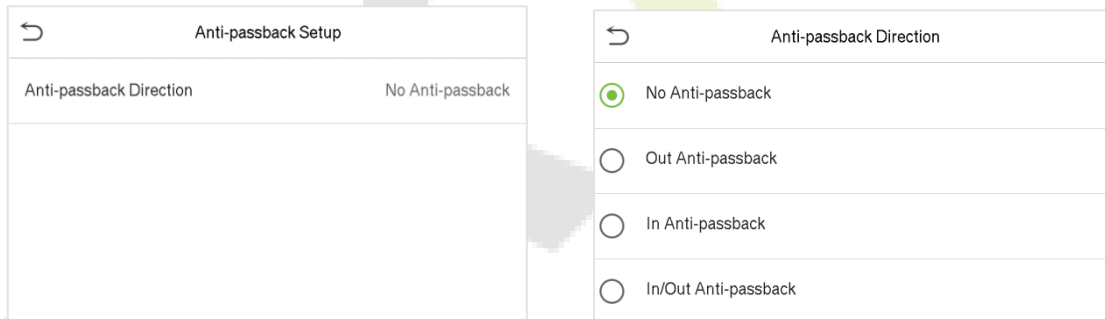 Anti-passback Setup
Anti-passback Direction No Anti-passback
Anti-passback Direction
No Anti-passback
Out Anti-passback
In Anti-passback
In/Out Anti-passback